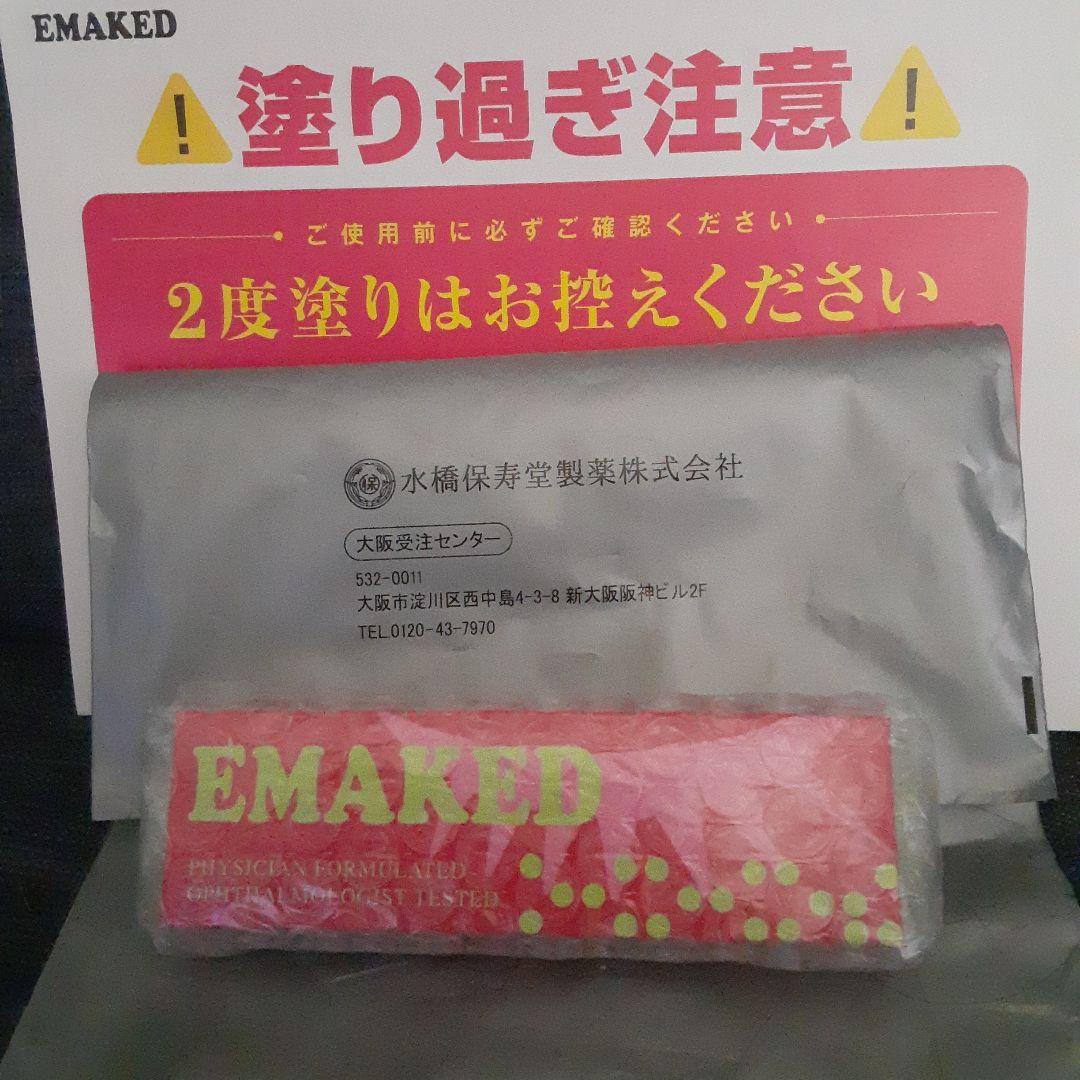 EMAKED
塗り過ぎ注意
ご使用前に必ずご確認ください
2度塗りはお控えください
保 水橋保寿堂製薬株式会社
大阪受注センター
532-0011
大阪市淀川区西中島4-3-8 新大阪阪神ビル2F
TEL.0120-43-7970
EMAKED
PHYSICIAN FORMULATED
OPHTHALMOLOGIST TESTED